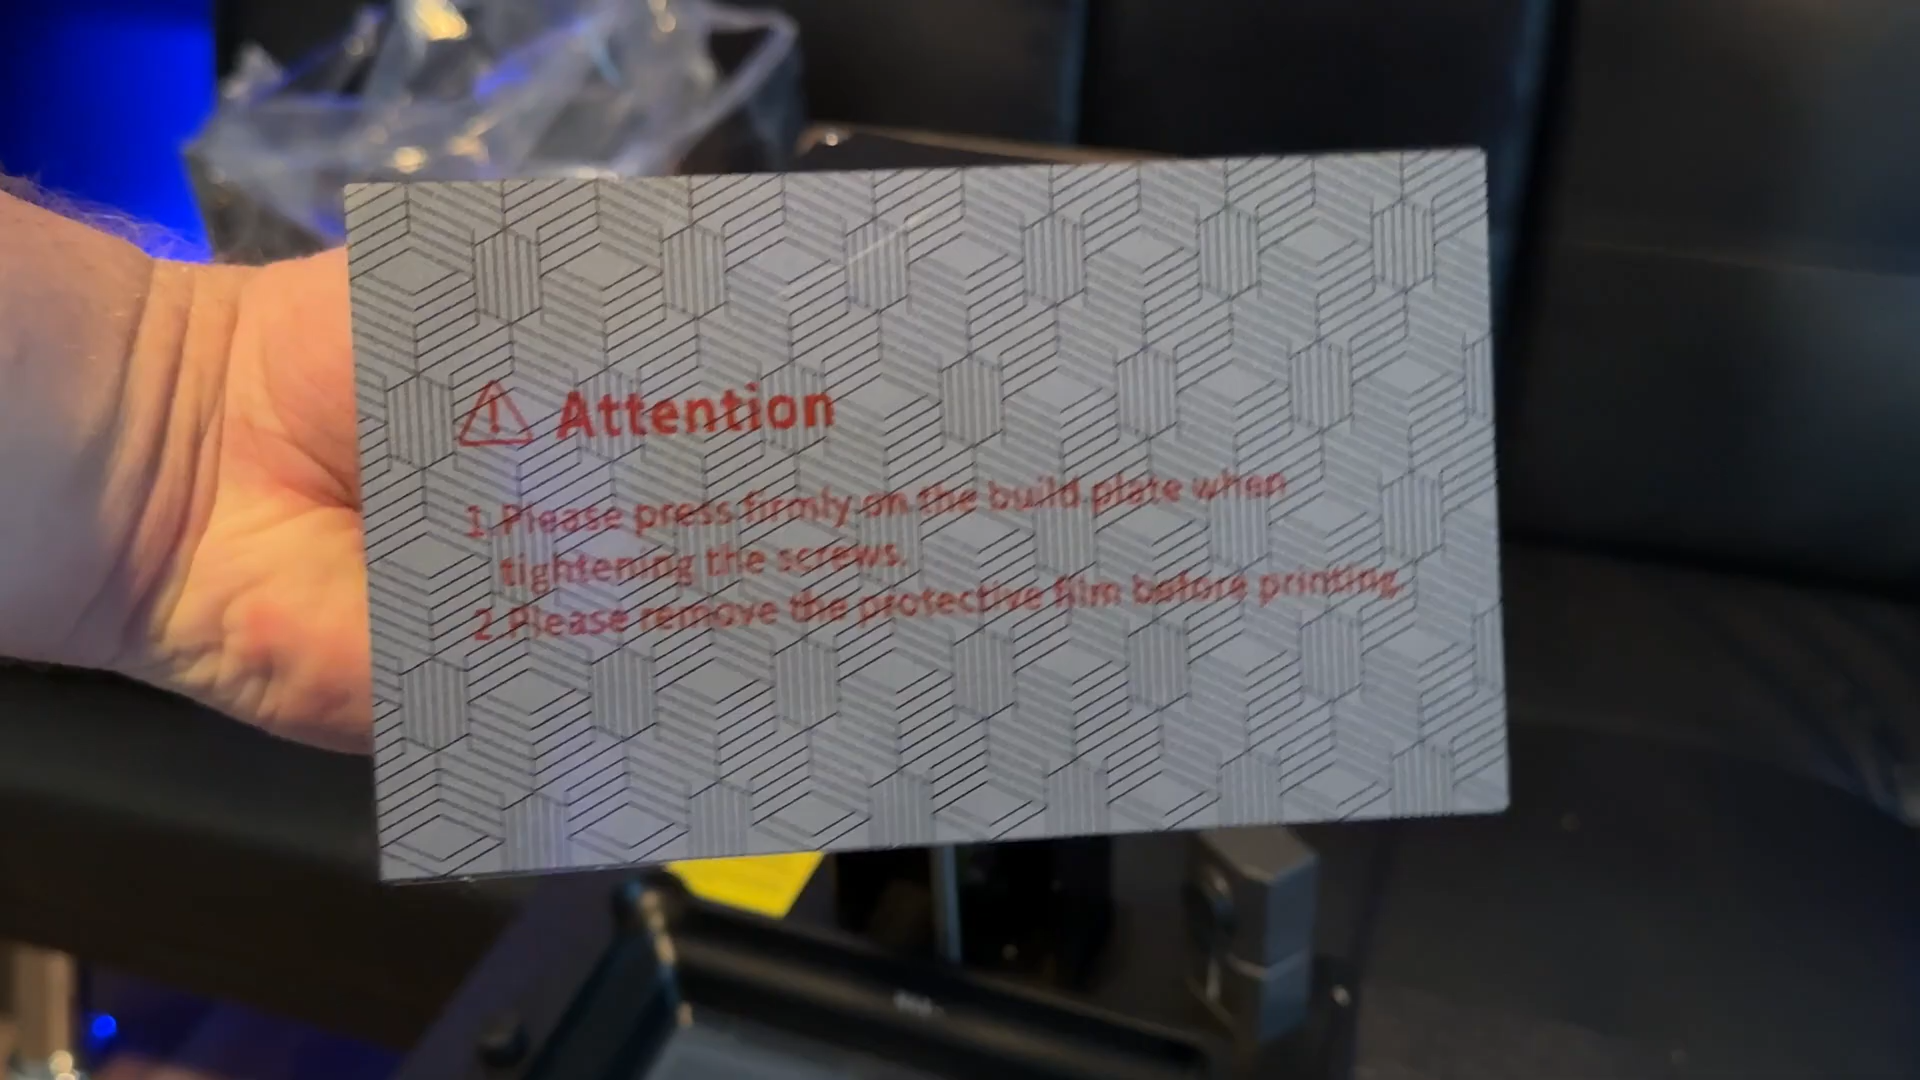 Attention
1.Please press firmly on the build plate when
tightening the screws.
2.Please remove the protective film before printing.